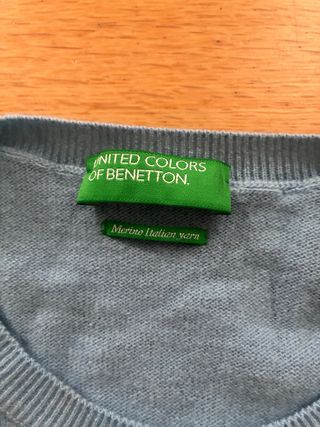 UNITED COLORS
OF BENETTON.
Merino Italian yarn